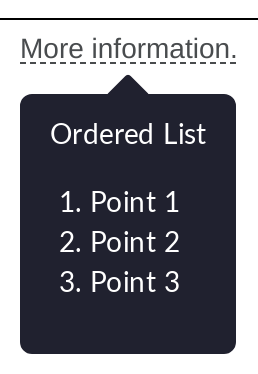 More information.
Ordered List
1. Point 1
2. Point 2
3. Point 3